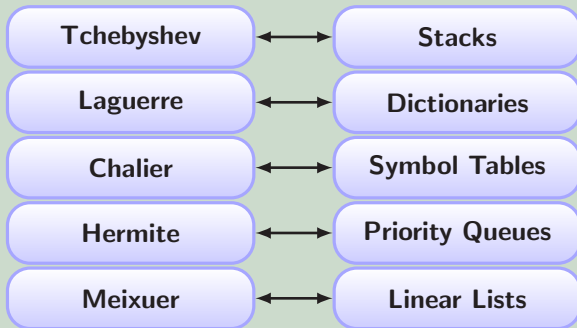 Tchebyshev Stacks
Laguerre Dictionaries
Chalier Symbol Tables
Hermite Priority Queues
Meixuer Linear Lists